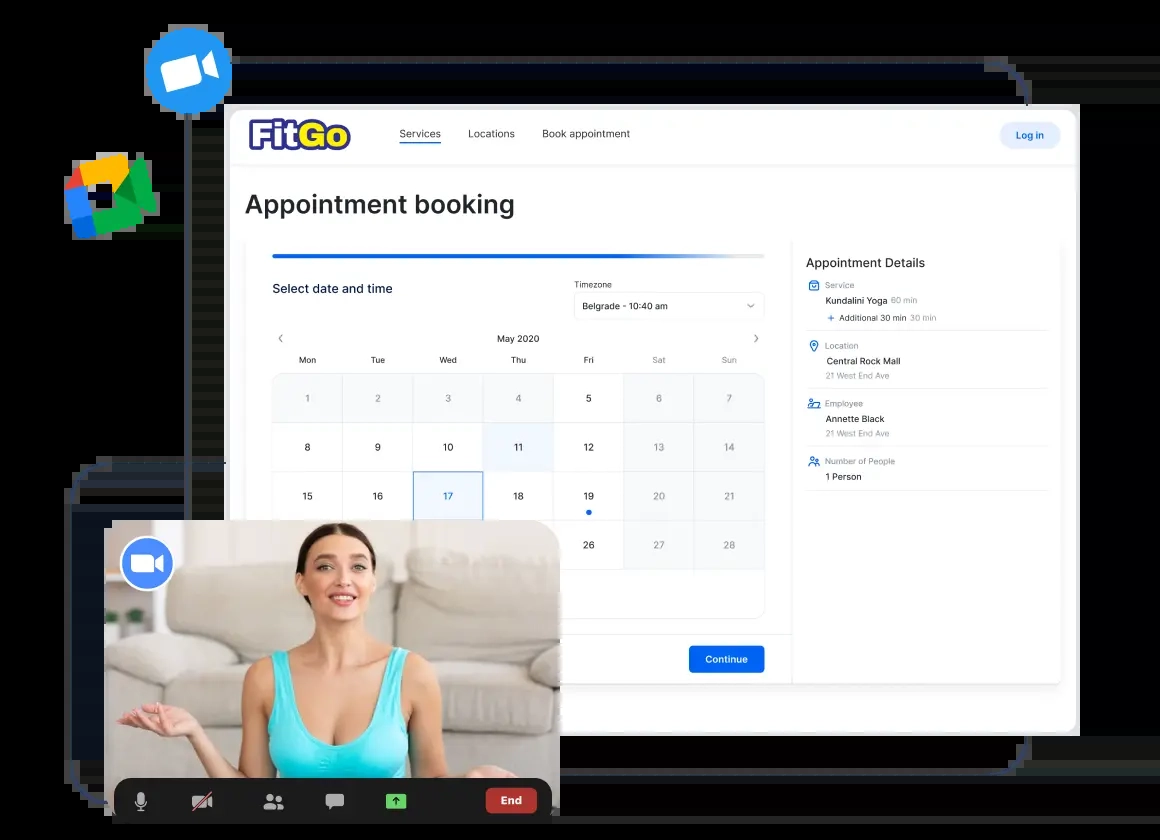 FitGo
Services Locations Book appointment
Log in
Appointment booking
Select date and time
Timezone
Belgrade - 10:40 am
May 2020
Mon Tue Wed Thu Fri Sat Sun
1 2 3 4 5 6 7
8 9 10 11 12 13 14
15 16 17 18 19 20 21
26 27 28
Continue
Appointment Details
Service
Kundalini Yoga 60 min
+ Additional 30 min 30 min
Location
Central Rock Mall
21 West End Ave
Employee
Annette Black
21 West End Ave
Number of People
1 Person
End